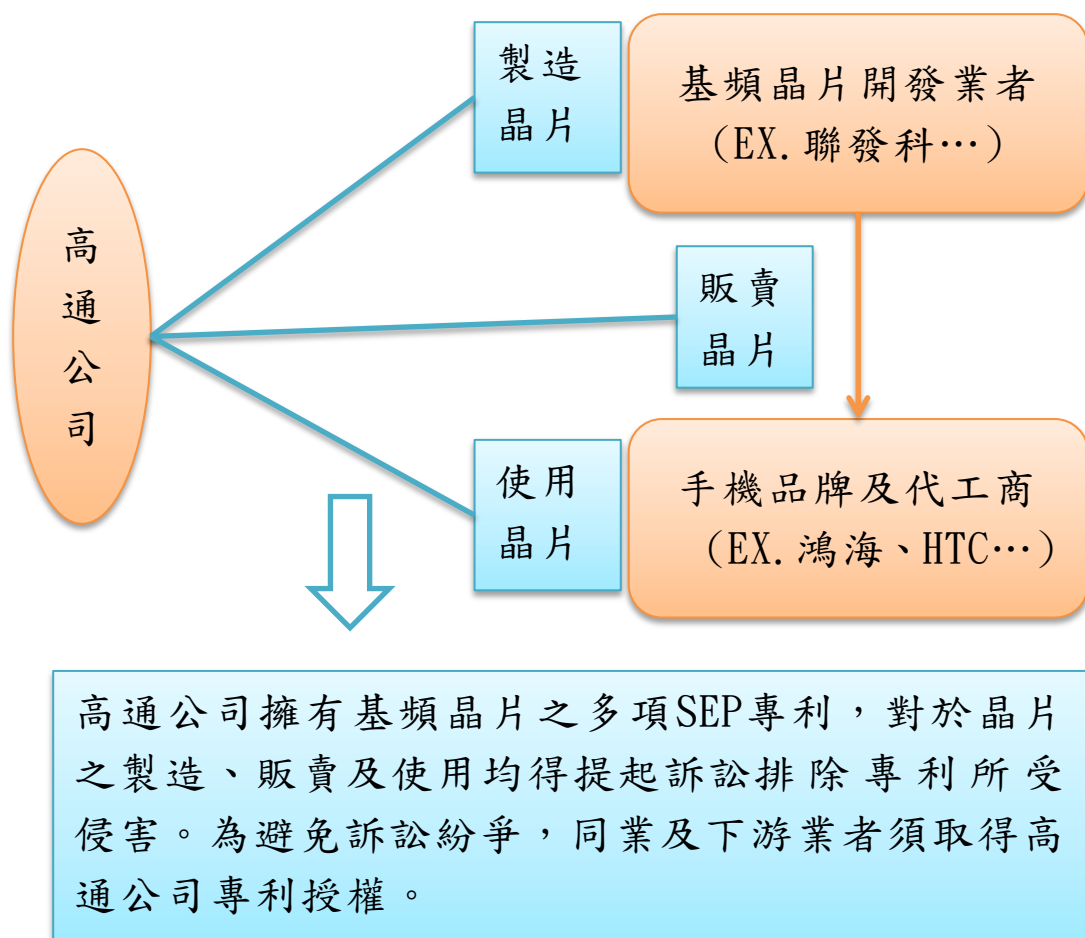 製造
晶片
基頻晶片開發業者
（EX.聯發科…）
高
通
公
司
販賣
晶片
使用
晶片
手機品牌及代工商
（EX.鴻海、HTC…）
高通公司擁有基頻晶片之多項SEP專利，對於晶片
之製造、販賣及使用均得提起訴訟排除專利所受
侵害。為避免訴訟紛爭，同業及下游業者須取得高
通公司專利授權。